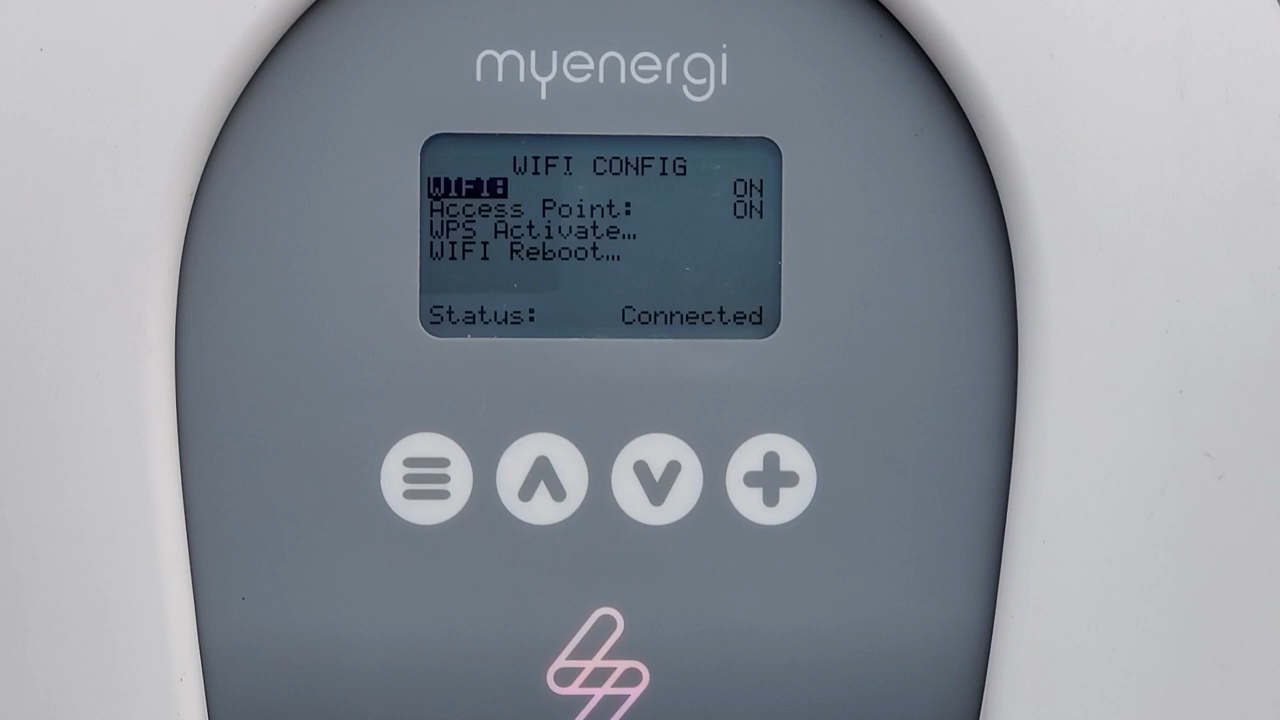 myenergi
WIFI CONFIG
WIFI: ON
Access Point: ON
WPS Activate…
WIFI Reboot…
Status: Connected